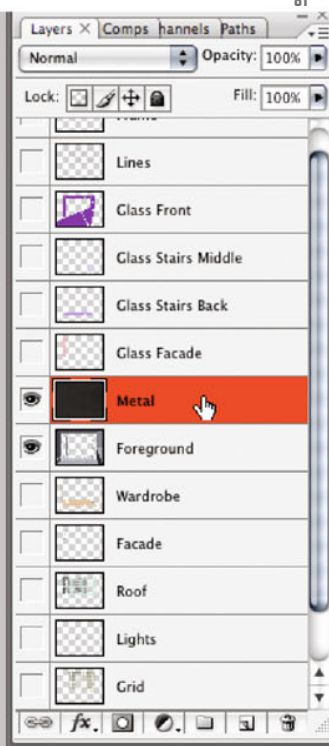 Layers × Comps hannels Paths
Normal Opacity: 100%
Lock: Fill: 100%
Lines
Glass Front
Glass Stairs Middle
Glass Stairs Back
Glass Facade
Metal
Foreground
Wardrobe
Facade
Roof
Lights
Grid
fx.